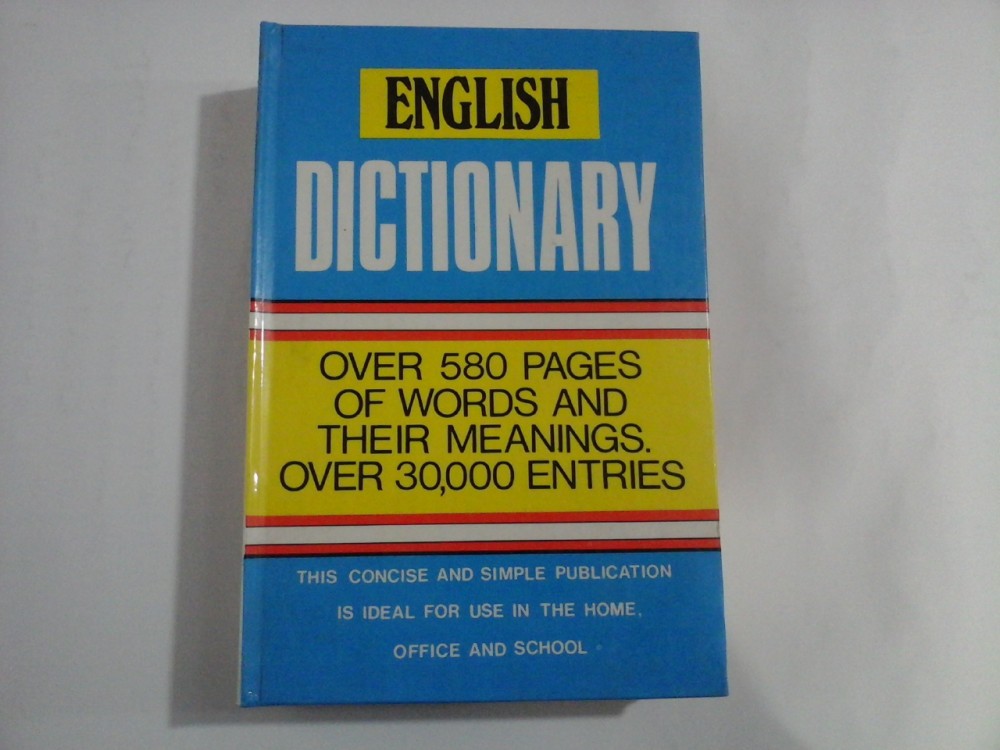 ENGLISH
DICTIONARY
OVER 580 PAGES
OF WORDS AND
THEIR MEANINGS.
OVER 30,000 ENTRIES
THIS CONCISE AND SIMPLE PUBLICATION
IS IDEAL FOR USE IN THE HOME,
OFFICE AND SCHOOL